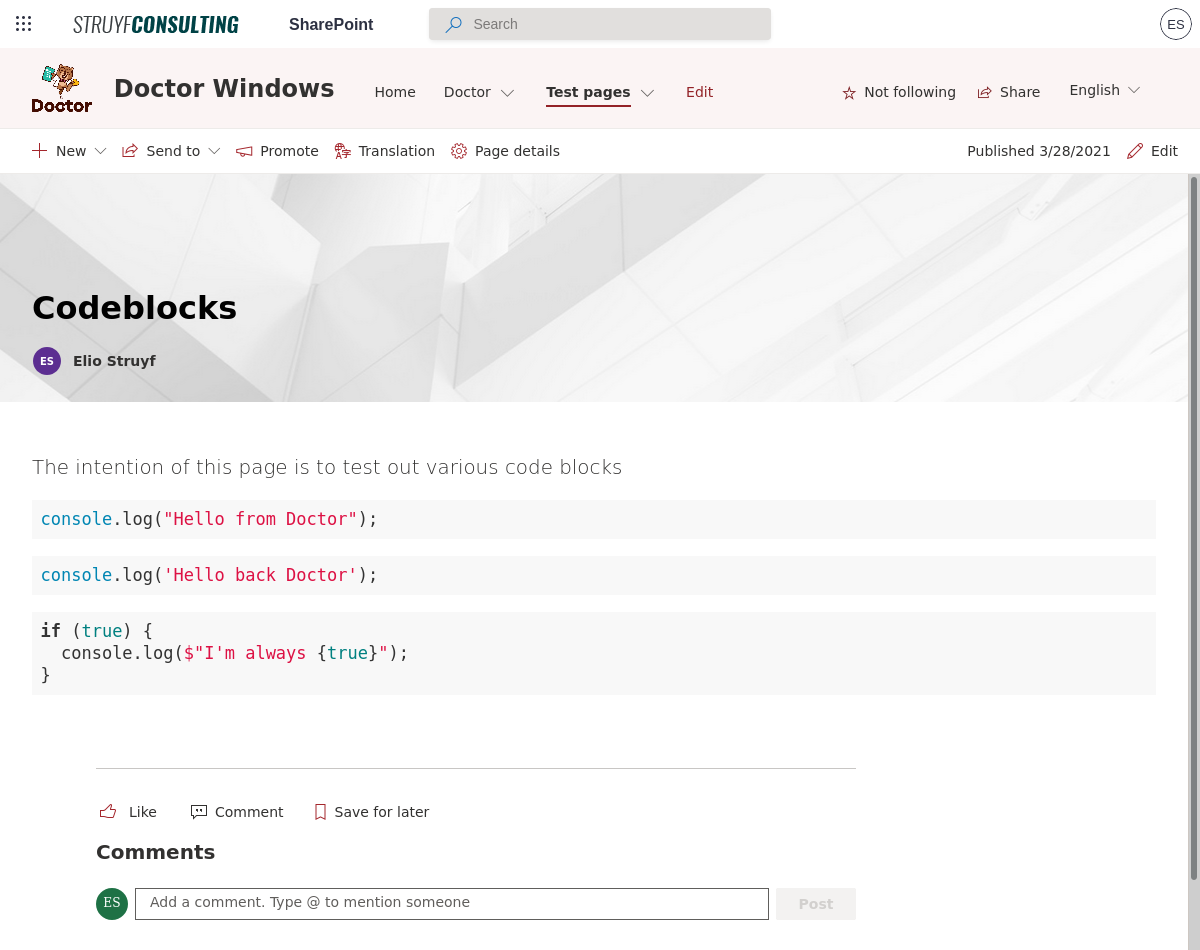 STRUYFCONSULTING SharePoint Search ES
Doctor Doctor Windows Home Doctor Test pages Edit Not following Share English
New Send to Promote Translation Page details Published 3/28/2021 Edit
Codeblocks
ES Elio Struyf
The intention of this page is to test out various code blocks
console.log("Hello from Doctor");
console.log('Hello back Doctor');
if (true) {
  console.log($"I'm always {true}");
}
Like Comment Save for later
Comments
ES Add a comment. Type @ to mention someone Post